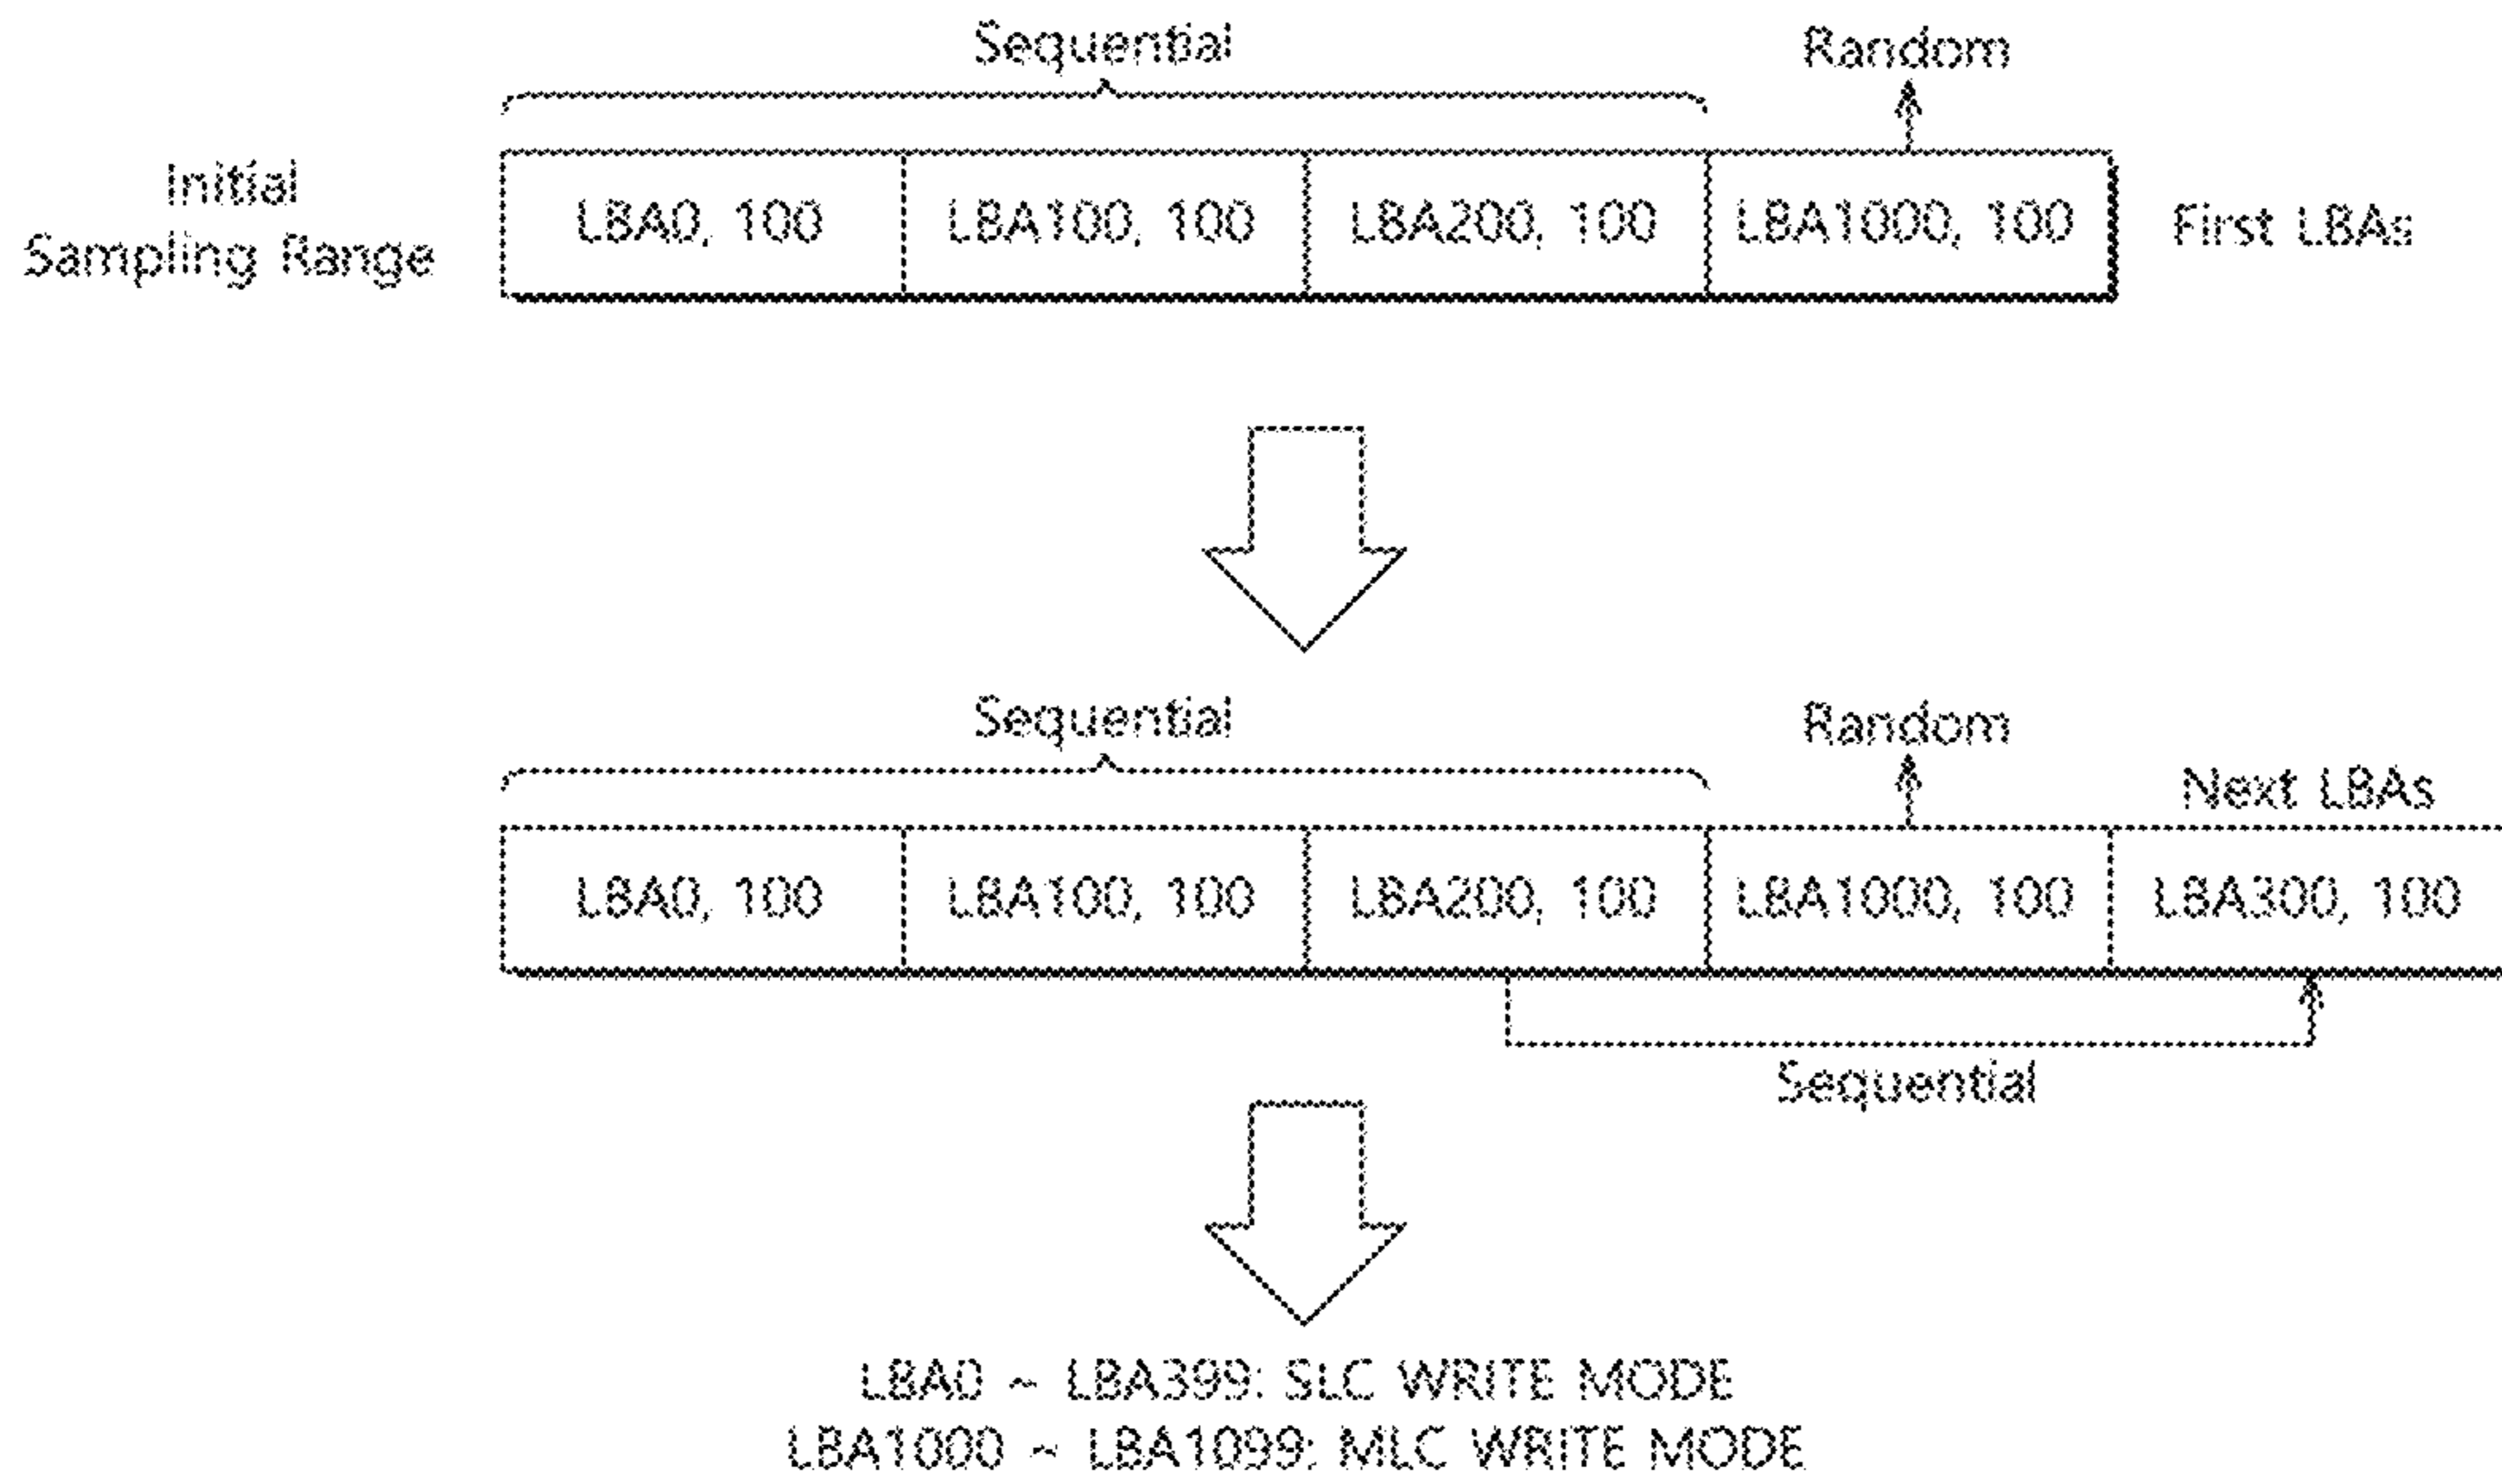 Sequential
Random
Initial
Sampling Range
LBA0, 100
LBA100, 100
LBA200, 100
LBA1000, 100
First LBAs
Sequential
Random
Next LBAs
LBA0, 100
LBA100, 100
LBA200, 100
LBA1000, 100
LBA300, 100
Sequential
LBA0 ~ LBA399: SLC WRITE MODE
LBA1000 ~ LBA1099: MLC WRITE MODE